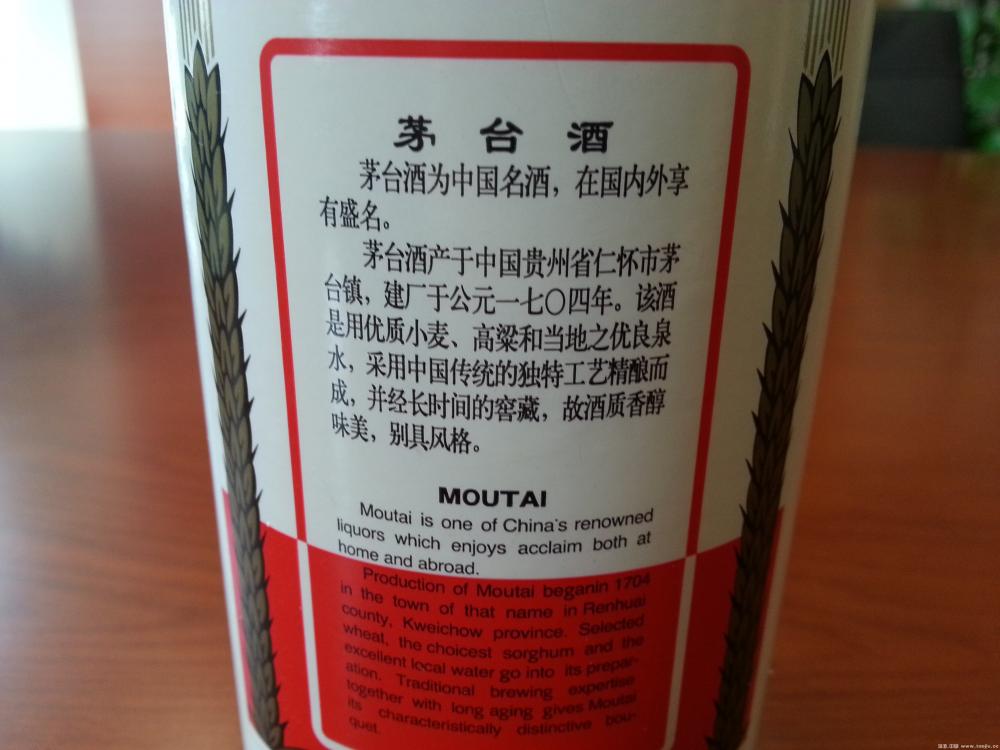 茅台酒
茅台酒为中国名酒，在国内外享
有盛名。
茅台酒产于中国贵州省仁怀市茅
台镇，建厂于公元一七〇四年。该酒
是用优质小麦、高粱和当地之优良泉
水，采用中国传统的独特工艺精酿而
成，并经长时间的窖藏，故酒质香醇
味美，别具风格。
MOUTAI
Moutai is one of China's renowned
liquors which enjoys acclaim both at
home and abroad.
Production of Moutai beganin 1704
in the town of that name in Renhuai
county, Kweichow province. Selected
wheat, the choicest sorghum and the
excellent local water go into its prepar-
ation. Traditional brewing expertise
together with long aging gives Moutai
its characteristically distinctive bou-
quet.